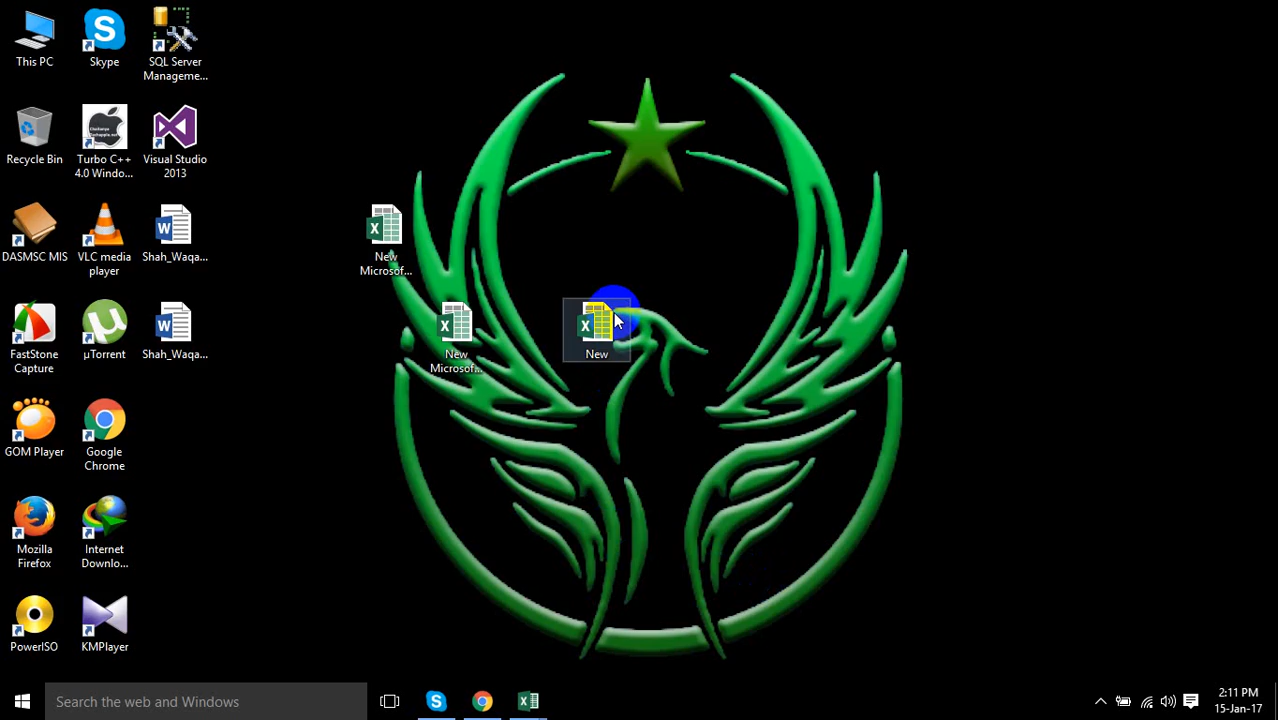 This PC
Skype
SQL Server
Manageme...
Recycle Bin
Turbo C++
4.0 Windo...
Visual Studio
2013
DASMSC MIS
VLC media
player
Shah_Waqa...
New
Microsof...
FastStone
Capture
µTorrent
Shah_Waqa...
New
Microsof...
New
GOM Player
Google
Chrome
Mozilla
Firefox
Internet
Downlo...
PowerISO
KMPlayer
Search the web and Windows
2:11 PM
15-Jan-17